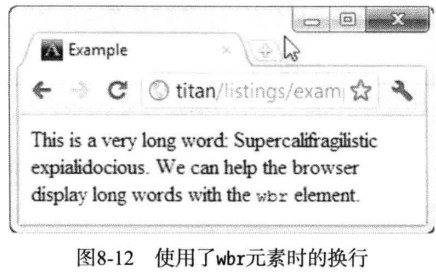 Example
titan/listings/exam
This is a very long word: Supercalifragilistic
expialidocious. We can help the browser
display long words with the wbr element.
图8-12 使用了wbr元素时的换行